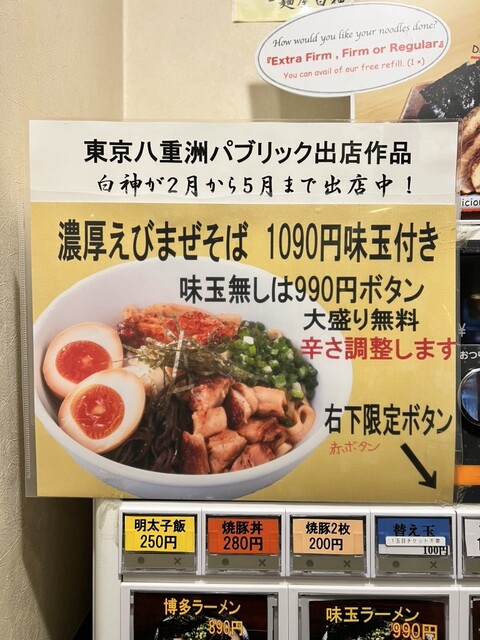 How would you like your noodles done?
『Extra Firm , Firm or Regular』
You can avail of our free refill. (1×)
東京八重洲パブリック出店作品
白神が2月から5月まで出店中！
濃厚えびまぜそば 1090円味玉付き
味玉無しは990円ボタン
大盛り無料
辛さ調整します
右下限定ボタン
赤ボタン
明太子飯
250円
焼豚丼
280円
焼豚2枚
200円
替え玉
100円
博多ラーメン
890円
味玉ラーメン
990円